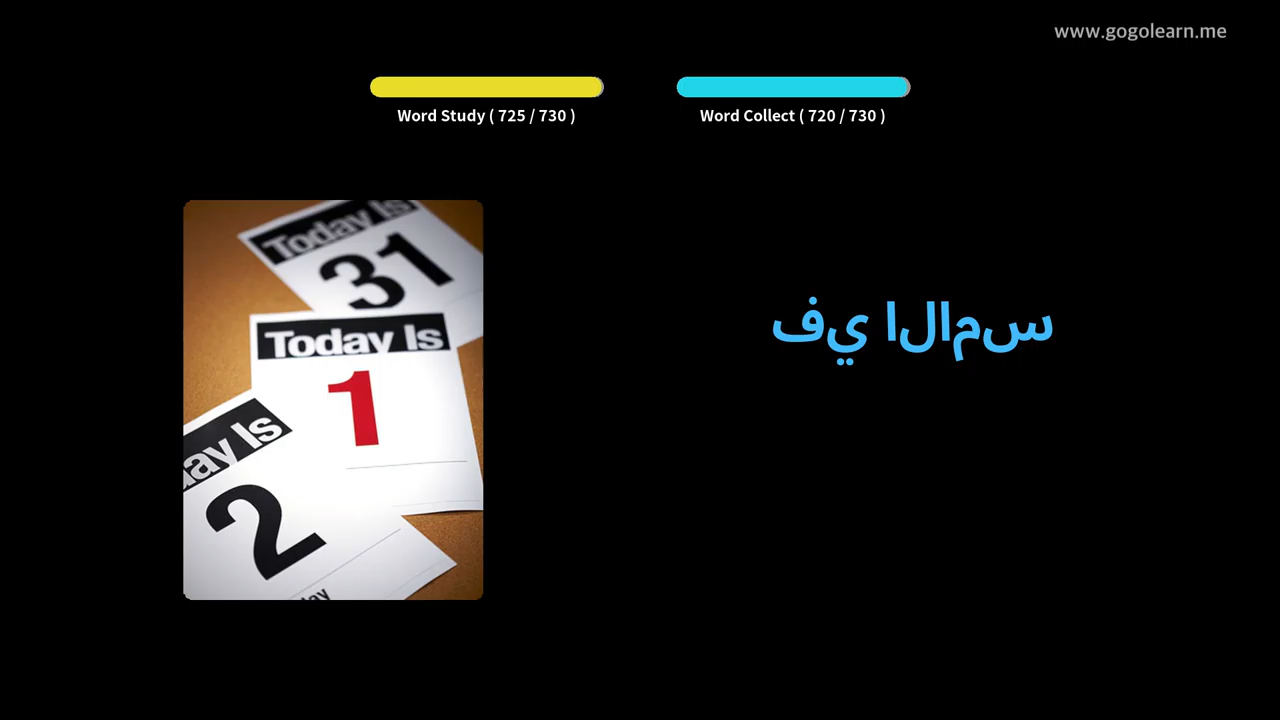 www.gogolearn.me
Word Study ( 725 / 730 )
Word Collect ( 720 / 730 )
Today Is
31
Today Is
1
ay Is
2
في الامس